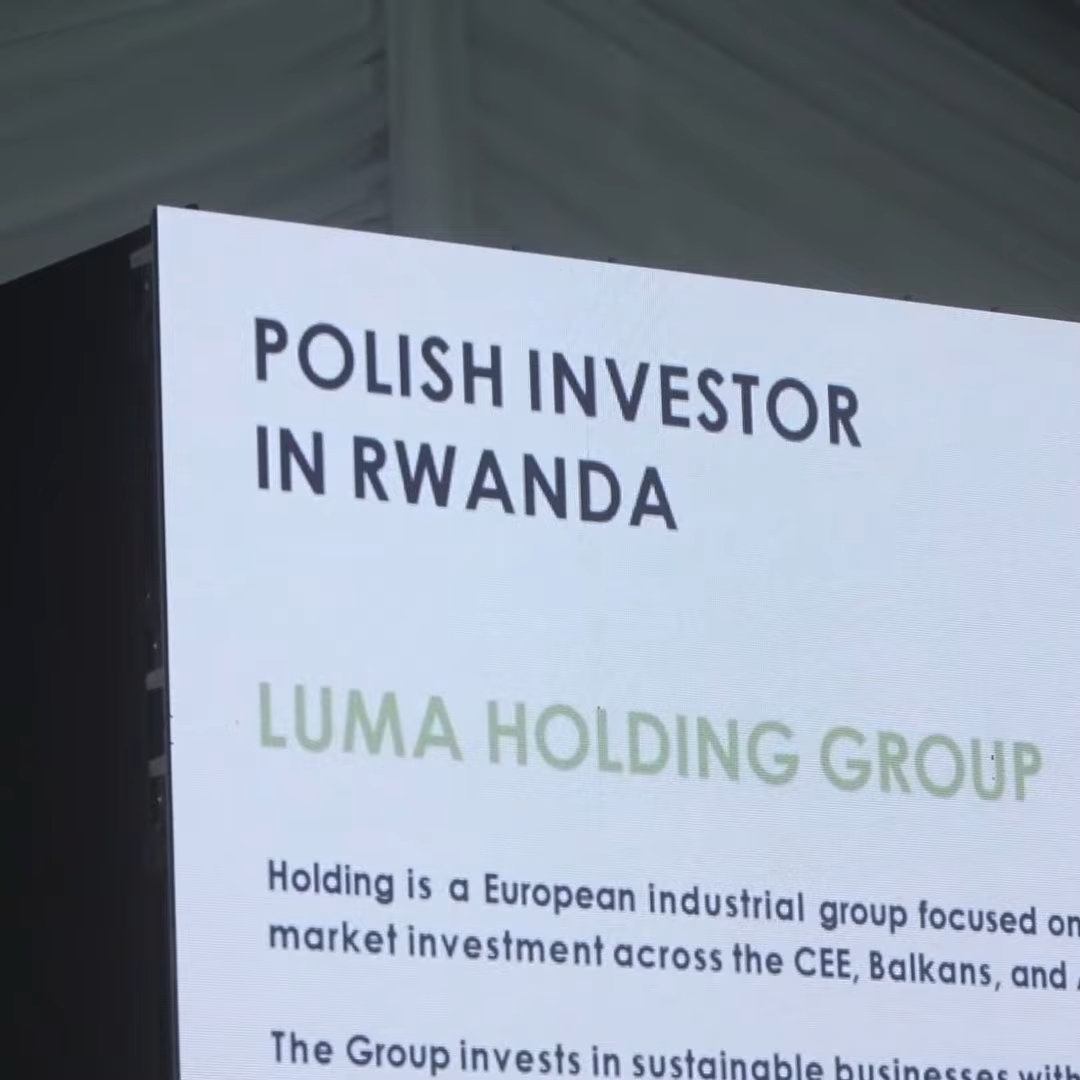 POLISH INVESTOR
IN RWANDA
LUMA HOLDING GROUP
Holding is a European industrial group focused on
market investment across the CEE, Balkans, and
The Group invests in sustainable businesses with